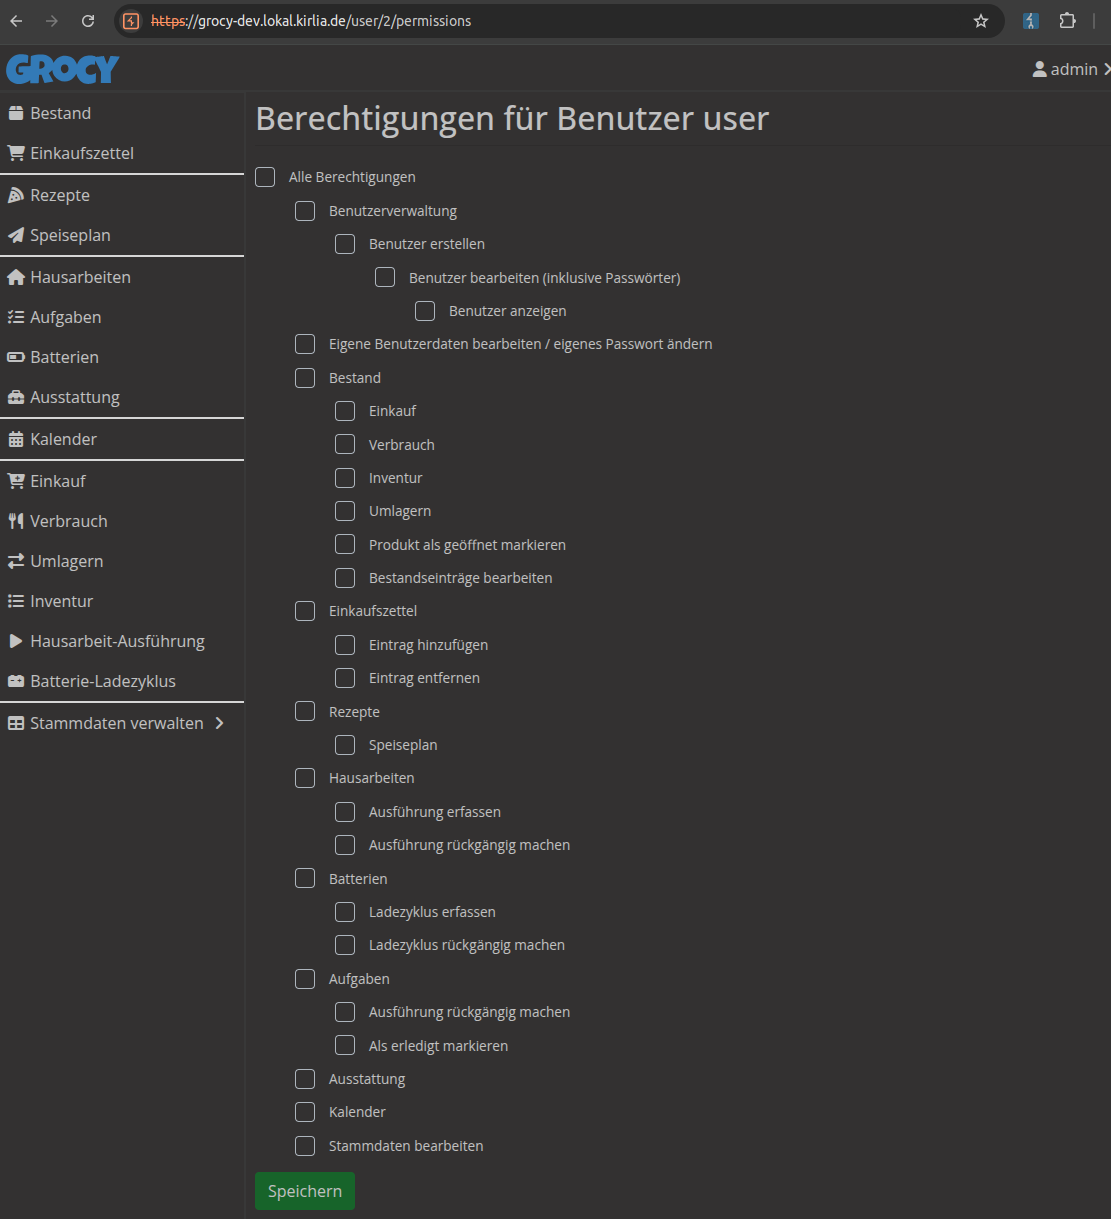 https://grocy-dev.lokal.kirlia.de/user/2/permissions
GROCY
admin
Bestand
Einkaufszettel
Rezepte
Speiseplan
Hausarbeiten
Aufgaben
Batterien
Ausstattung
Kalender
Einkauf
Verbrauch
Umlagern
Inventur
Hausarbeit-Ausführung
Batterie-Ladezyklus
Stammdaten verwalten
Berechtigungen für Benutzer user
Alle Berechtigungen
Benutzerverwaltung
Benutzer erstellen
Benutzer bearbeiten (inklusive Passwörter)
Benutzer anzeigen
Eigene Benutzerdaten bearbeiten / eigenes Passwort ändern
Bestand
Einkauf
Verbrauch
Inventur
Umlagern
Produkt als geöffnet markieren
Bestandseinträge bearbeiten
Einkaufszettel
Eintrag hinzufügen
Eintrag entfernen
Rezepte
Speiseplan
Hausarbeiten
Ausführung erfassen
Ausführung rückgängig machen
Batterien
Ladezyklus erfassen
Ladezyklus rückgängig machen
Aufgaben
Ausführung rückgängig machen
Als erledigt markieren
Ausstattung
Kalender
Stammdaten bearbeiten
Speichern